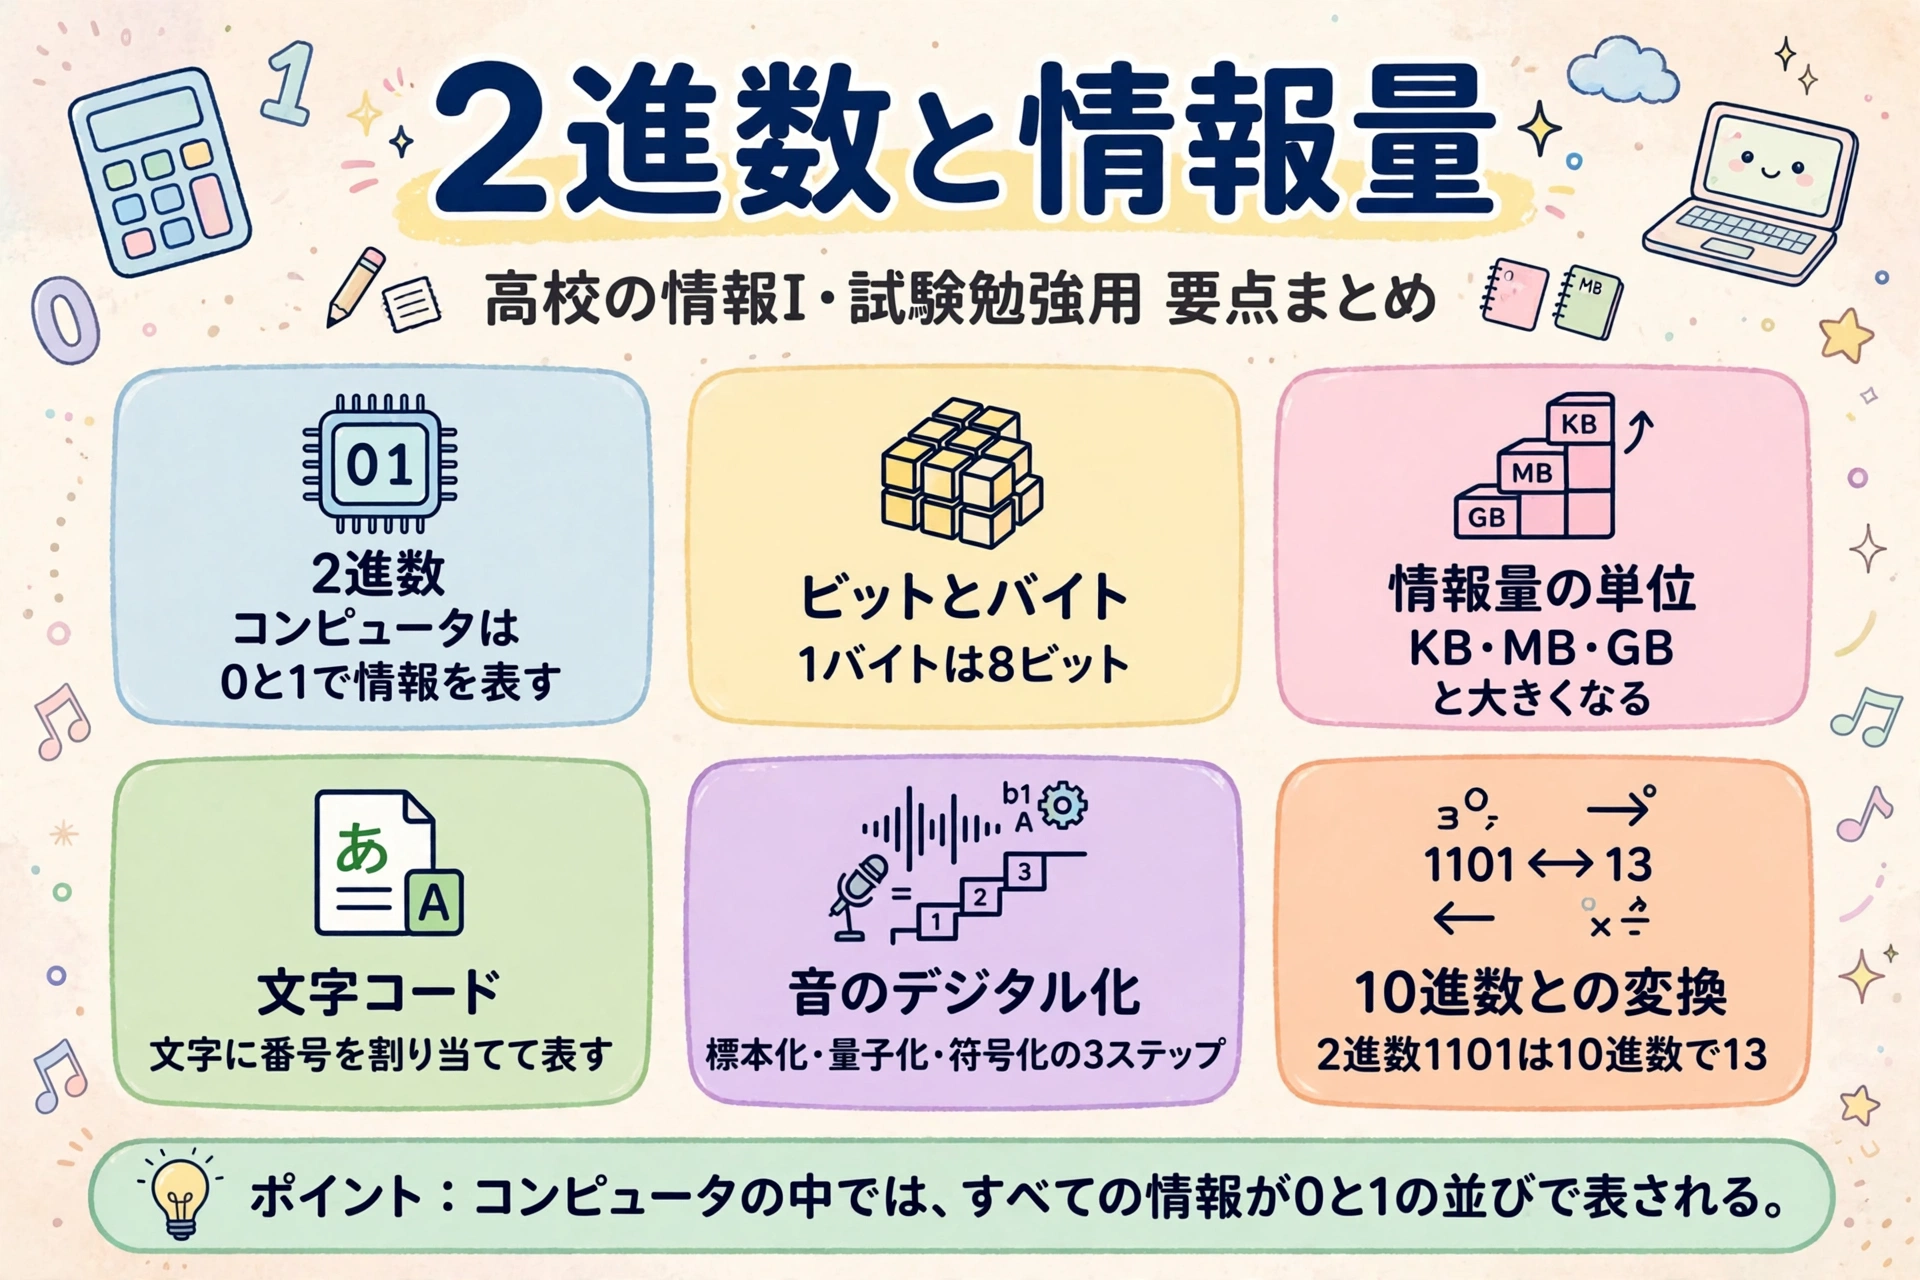 1
0
2進数と情報量
高校の情報I・試験勉強用 要点まとめ
MB
01
2進数
コンピュータは
0と1で情報を表す
ビットとバイト
1バイトは8ビット
KB
MB
GB
情報量の単位
KB・MB・GB
と大きくなる
あ
A
文字コード
文字に番号を割り当てて表す
b1
A
=
3
2
1
音のデジタル化
標本化・量子化・符号化の3ステップ
1101↔13
←
×
10進数との変換
2進数1101は10進数で13
ポイント：コンピュータの中では、すべての情報が0と1の並びで表される。